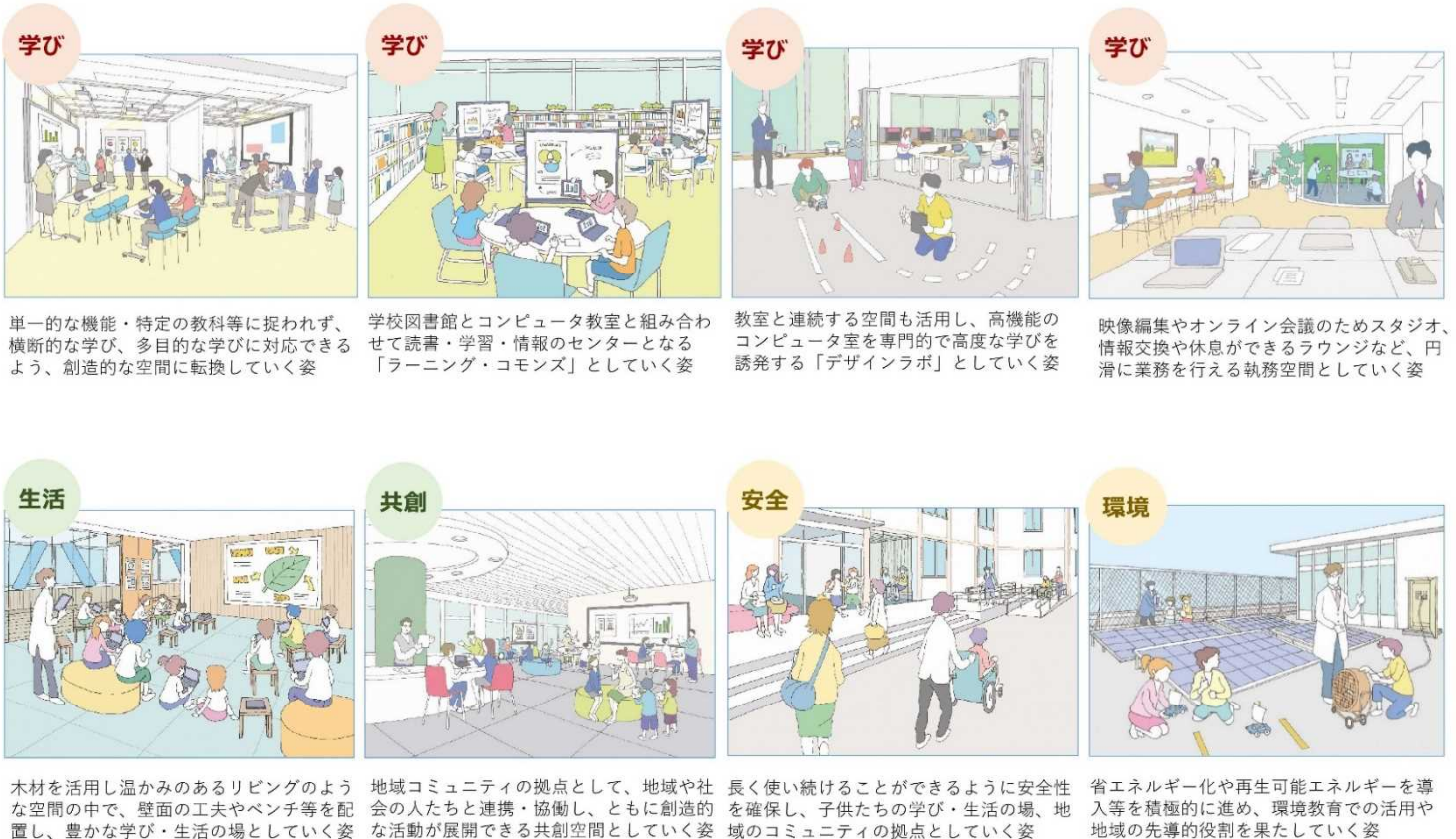 学び
単一的な機能・特定の教科等に捉われず、
横断的な学び、多目的な学びに対応できる
よう、創造的な空間に転換していく姿
学び
学校図書館とコンピュータ教室と組み合わ
せて読書・学習・情報のセンターとなる
「ラーニング・コモンズ」としていく姿
学び
教室と連続する空間も活用し、高機能の
コンピュータ室を専門的で高度な学びを
誘発する「デザインラボ」としていく姿
学び
映像編集やオンライン会議のためスタジオ、
情報交換や休息ができるラウンジなど、円
滑に業務を行える執務空間としていく姿
生活
木材を活用し温かみのあるリビングのよう
な空間の中で、壁面の工夫やベンチ等を配
置し、豊かな学び・生活の場としていく姿
共創
地域コミュニティの拠点として、地域や社
会の人たちと連携・協働し、ともに創造的
な活動が展開できる共創空間としていく姿
安全
長く使い続けることができるように安全性
を確保し、子供たちの学び・生活の場、地
域のコミュニティの拠点としていく姿
環境
省エネルギー化や再生可能エネルギーを導
入等を積極的に進め、環境教育での活用や
地域の先導的役割を果たしていく姿